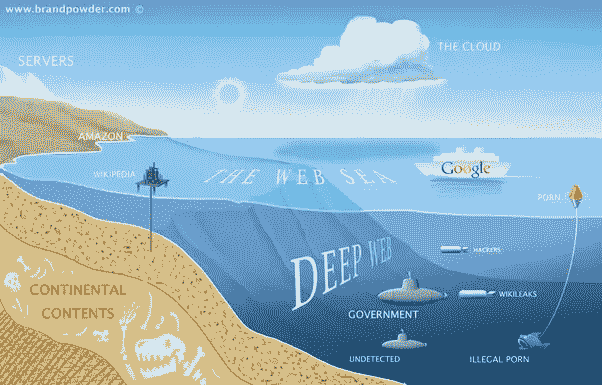 www.brandpowder.com ©
SERVERS
THE CLOUD
AMAZON
WIKIPEDIA
THE WEB SEA
Google
PORN
DEEP WEB
HACKERS
WIKILEAKS
CONTINENTAL
CONTENTS
GOVERNMENT
UNDETECTED
ILLEGAL PORN